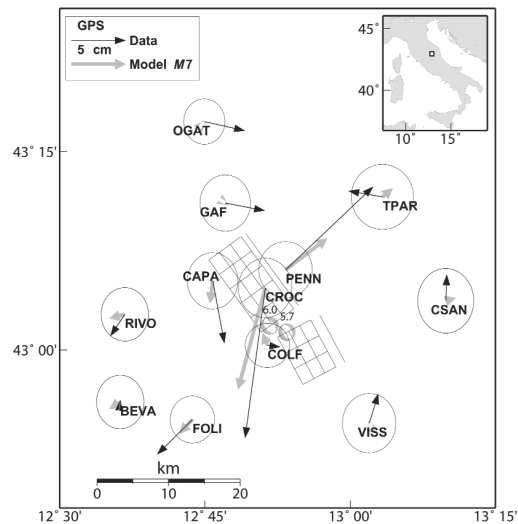 GPS
5 cm
Data
Model M7
45˚
40˚
10˚ 15˚
OGAT
43˚ 15'
GAF
TPAR
CAPA
PENN
CROC
6.0
5.7
CSAN
RIVO
43˚ 00'
COLF
BEVA
FOLI
VISS
km
0 10 20
12˚ 30' 12˚ 45' 13˚ 00' 13˚ 15'